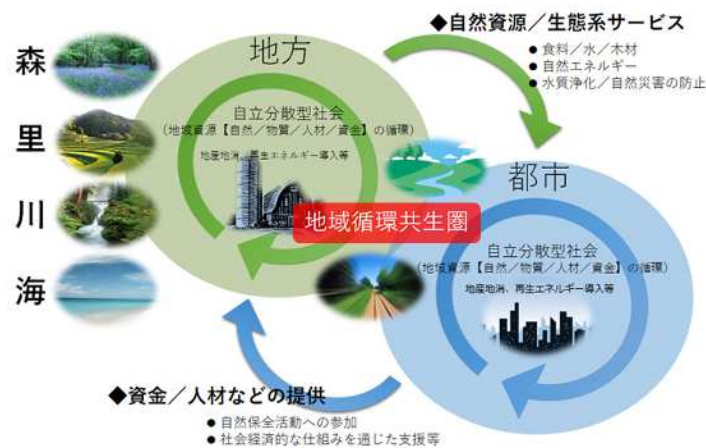 ◆自然資源／生態系サービス
● 食料／水／木材
● 自然エネルギー
● 水質浄化／自然災害の防止
森
里
川
海
地方
自立分散型社会
（地域資源【自然／物質／人材／資金】の循環）
地産地消、再生エネルギー導入等
地域循環共生圏
都市
自立分散型社会
（地域資源【自然／物質／人材／資金】の循環）
地産地消、再生エネルギー導入等
◆資金／人材などの提供
● 自然保全活動への参加
● 社会経済的な仕組みを通じた支援等